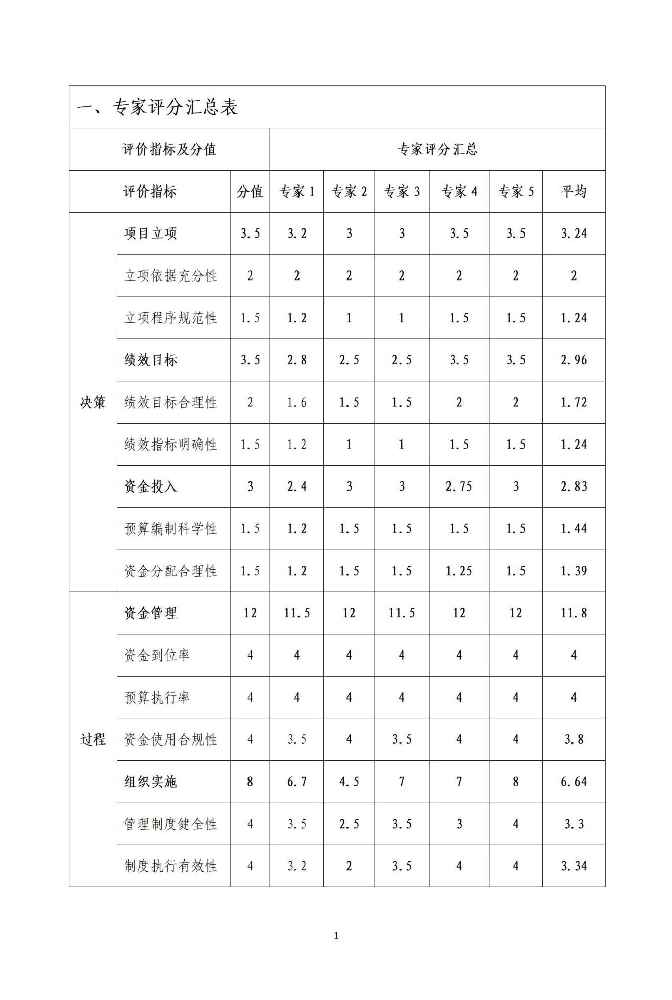 一、专家评分汇总表
评价指标及分值 专家评分汇总
评价指标 分值 专家1 专家2 专家3 专家4 专家5 平均
决策
项目立项 3.5 3.2 3 3 3.5 3.5 3.24
立项依据充分性 2 2 2 2 2 2 2
立项程序规范性 1.5 1.2 1 1 1.5 1.5 1.24
绩效目标 3.5 2.8 2.5 2.5 3.5 3.5 2.96
绩效目标合理性 2 1.6 1.5 1.5 2 2 1.72
绩效指标明确性 1.5 1.2 1 1 1.5 1.5 1.24
资金投入 3 2.4 3 3 2.75 3 2.83
预算编制科学性 1.5 1.2 1.5 1.5 1.5 1.5 1.44
资金分配合理性 1.5 1.2 1.5 1.5 1.25 1.5 1.39
过程
资金管理 12 11.5 12 11.5 12 12 11.8
资金到位率 4 4 4 4 4 4 4
预算执行率 4 4 4 4 4 4 4
资金使用合规性 4 3.5 4 3.5 4 4 3.8
组织实施 8 6.7 4.5 7 7 8 6.64
管理制度健全性 4 3.5 2.5 3.5 3 4 3.3
制度执行有效性 4 3.2 2 3.5 4 4 3.34
1